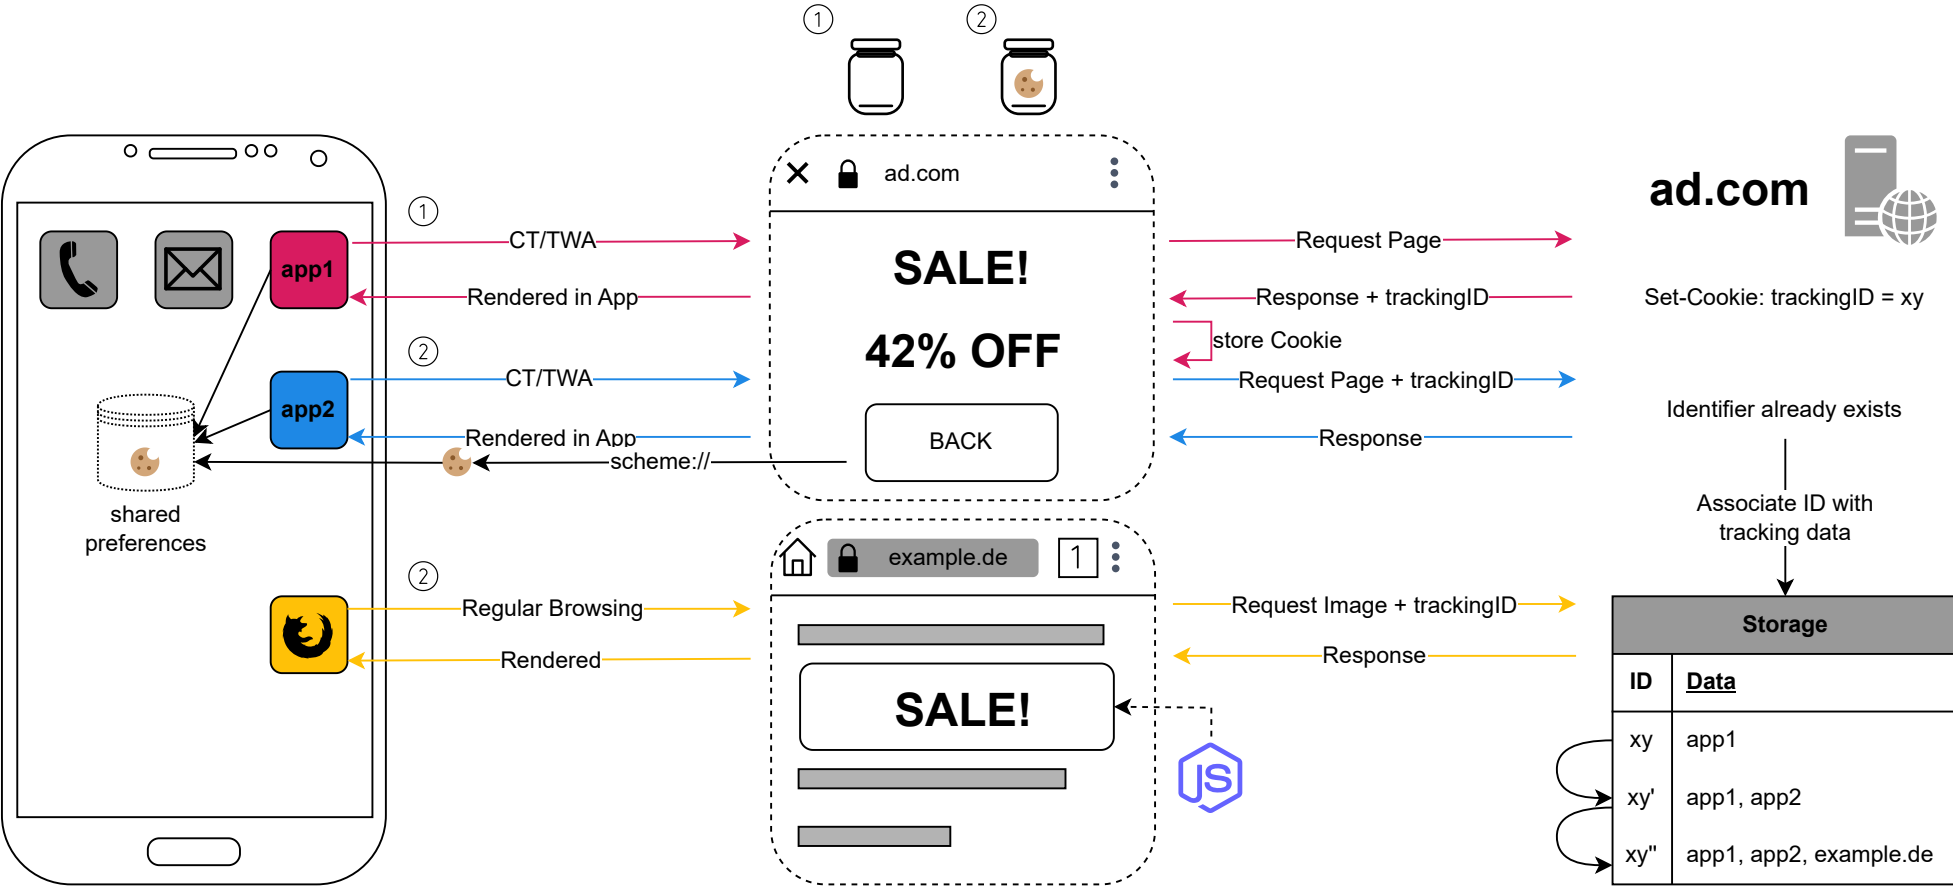 1
2
ad.com
ad.com
1
app1
CT/TWA
SALE!
Request Page
Rendered in App
Response + trackingID
Set-Cookie: trackingID = xy
store Cookie
2
app2
CT/TWA
42% OFF
Request Page + trackingID
Identifier already exists
Rendered in App
BACK
Response
scheme://
shared
preferences
Associate ID with
tracking data
example.de
1
2
Regular Browsing
Request Image + trackingID
Storage
Rendered
Response
ID
Data
SALE!
xy
app1
JS
xy'
app1, app2
xy''
app1, app2, example.de